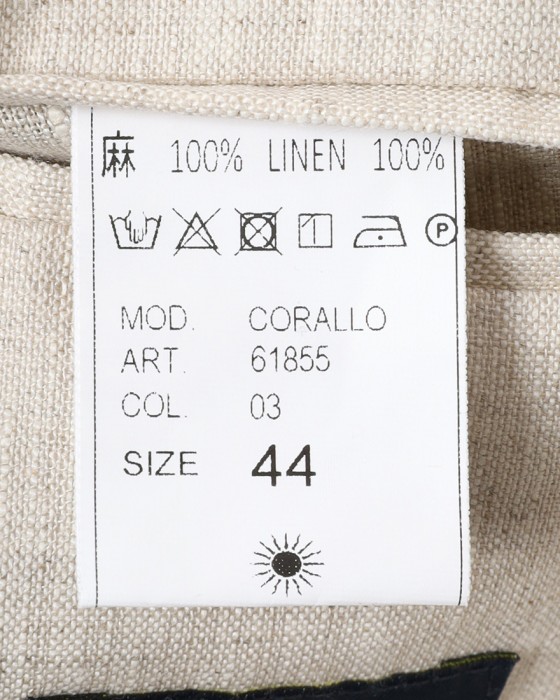 麻 100% LINEN 100%
P
MOD. CORALLO
ART. 61855
COL. 03
SIZE 44